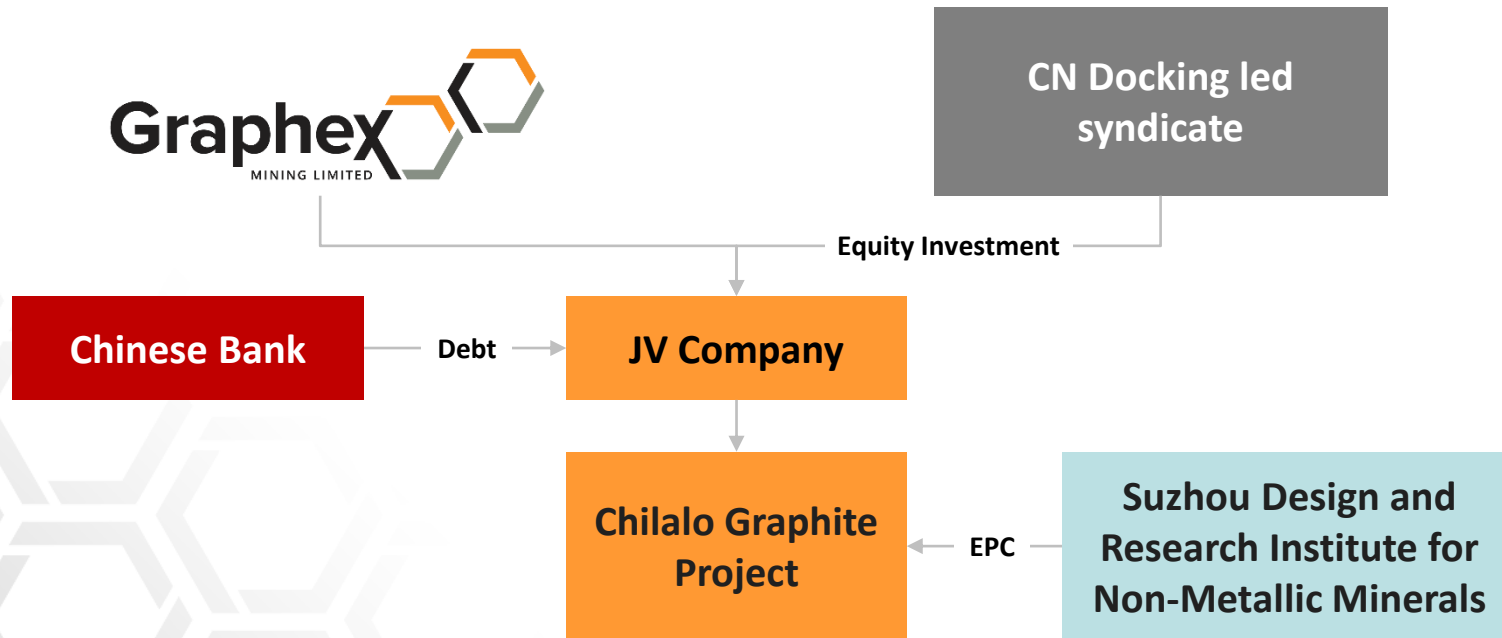 Graphex
MINING LIMITED
CN Docking led
syndicate
Equity Investment
Chinese Bank
Debt
JV Company
Chilalo Graphite
Project
EPC
Suzhou Design and
Research Institute for
Non-Metallic Minerals